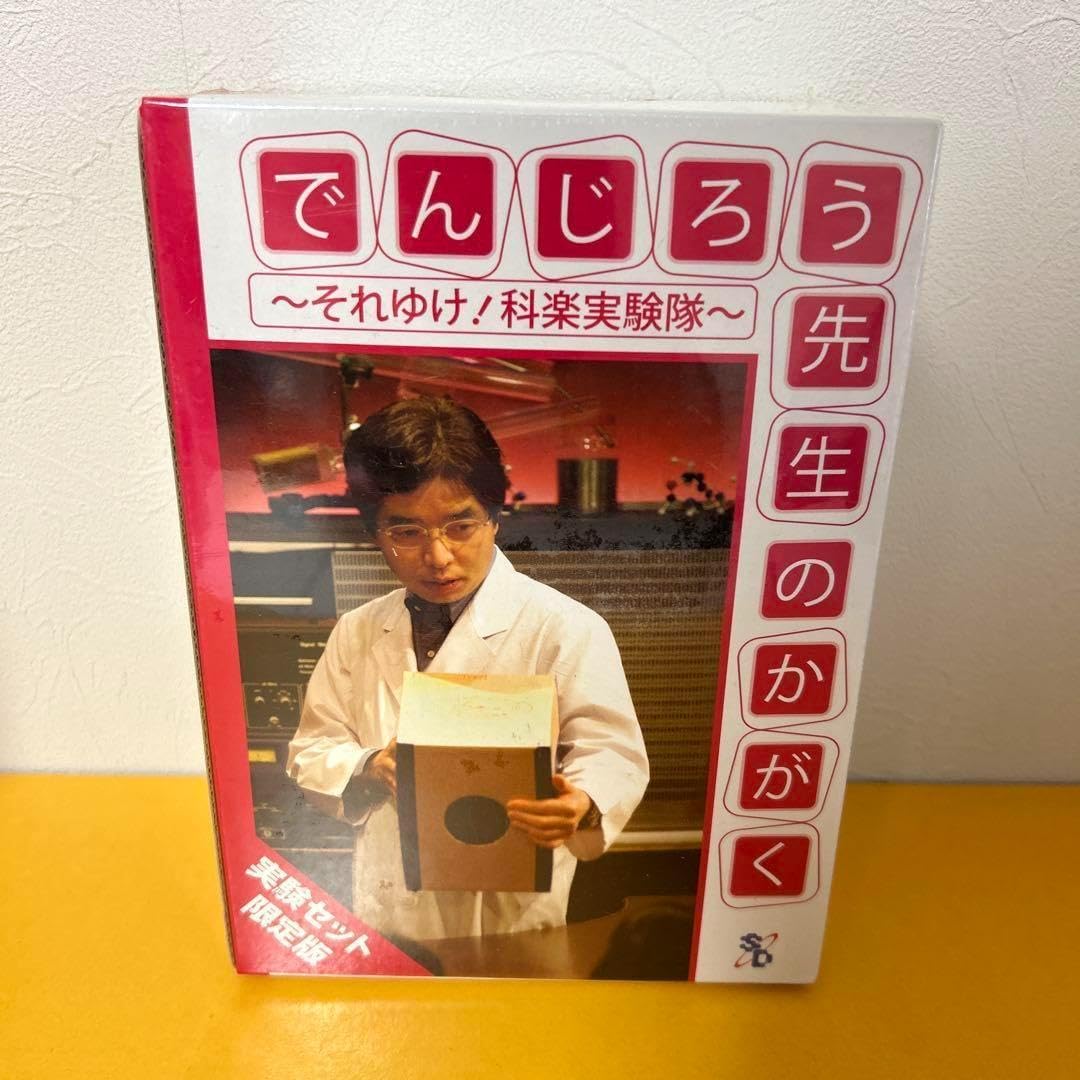 でんじろう先生のかがく
～それゆけ！科楽実験隊～
実験セット
限定版
SD